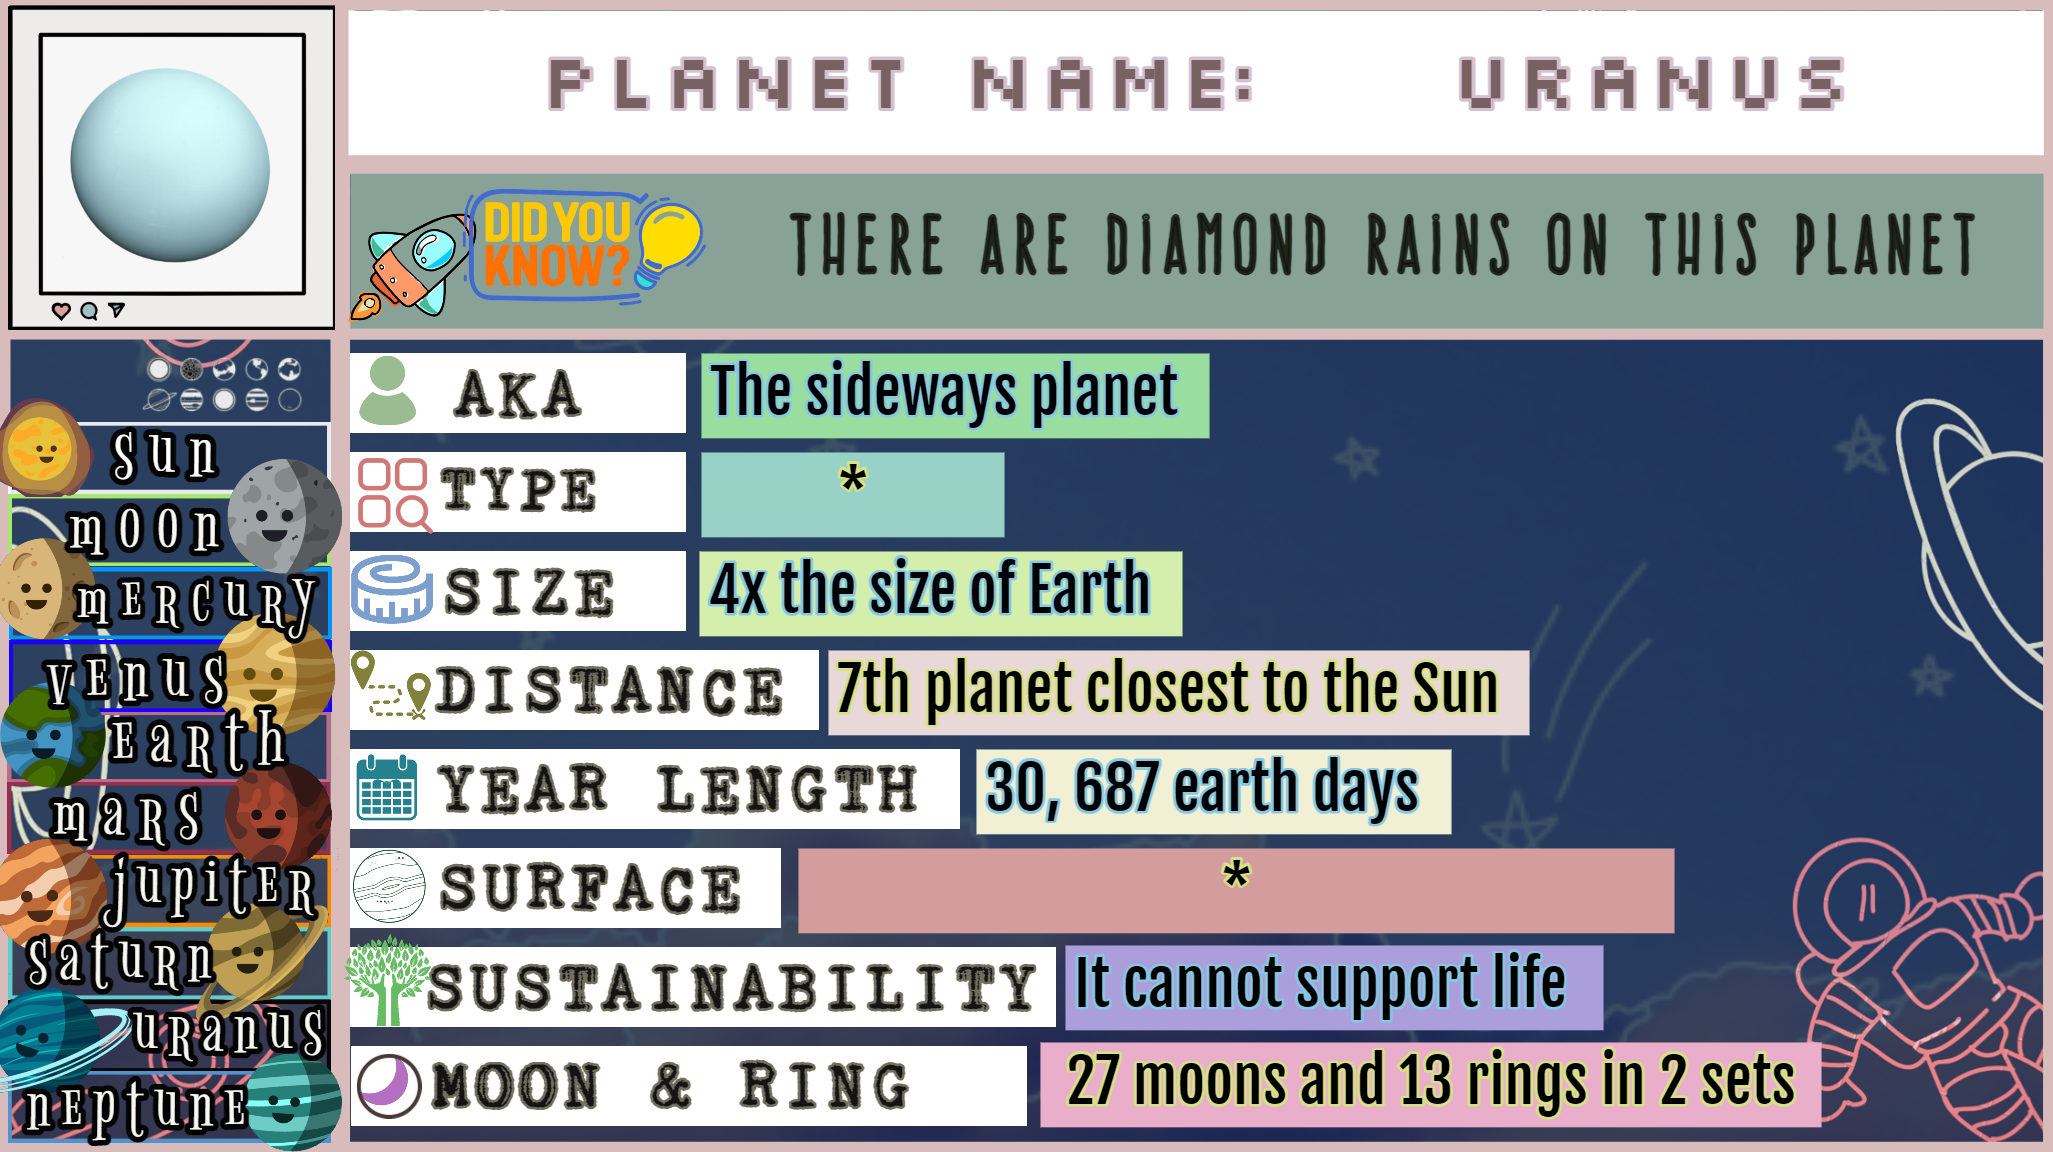 PLANET NAME: URANUS
DID YOU
KNOW?
THERE ARE DiAMOND RAiNS ON THiS PLANET
AKA The sideways planet
TYPE *
SIZE 4x the size of Earth
DISTANCE 7th planet closest to the Sun
YEAR LENGTH 30, 687 earth days
SURFACE *
SUSTAINABILITY It cannot support life
MOON & RING 27 moons and 13 rings in 2 sets
sun
moon
mERcuRy
vEnus
Earth
maRS
jupitER
satuRn
uRanus
nEptunE